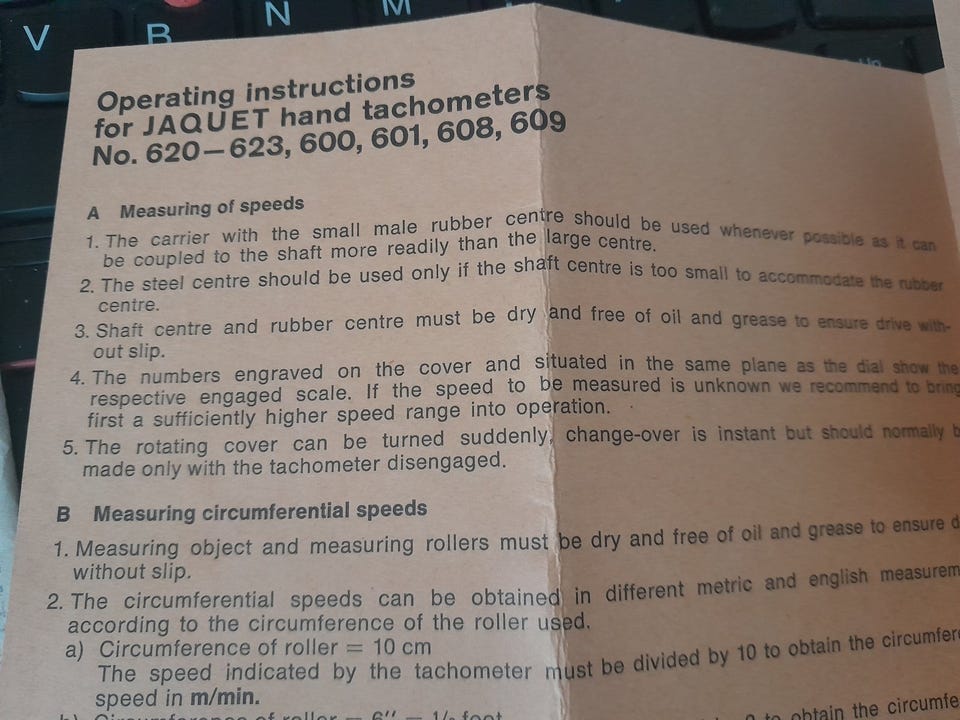 V B N M
Operating instructions
for JAQUET hand tachometers
No. 620—623, 600, 601, 608, 609
A Measuring of speeds
1. The carrier with the small male rubber centre should be used whenever possible as it can
be coupled to the shaft more readily than the large centre.
2. The steel centre should be used only if the shaft centre is too small to accommodate the rubber
centre.
3. Shaft centre and rubber centre must be dry and free of oil and grease to ensure drive with-
out slip.
4. The numbers engraved on the cover and situated in the same plane as the dial show the
respective engaged scale. If the speed to be measured is unknown we recommend to bring
first a sufficiently higher speed range into operation.
5. The rotating cover can be turned suddenly, change-over is instant but should normally b
made only with the tachometer disengaged.
B Measuring circumferential speeds
1. Measuring object and measuring rollers must be dry and free of oil and grease to ensure d
without slip.
2. The circumferential speeds can be obtained in different metric and english measurem
according to the circumference of the roller used.
a) Circumference of roller = 10 cm
The speed indicated by the tachometer must be divided by 10 to obtain the circumfere
speed in m/min.
b) Circumference of roller = 6″ = 1/2 foot
2 to obtain the circumfe